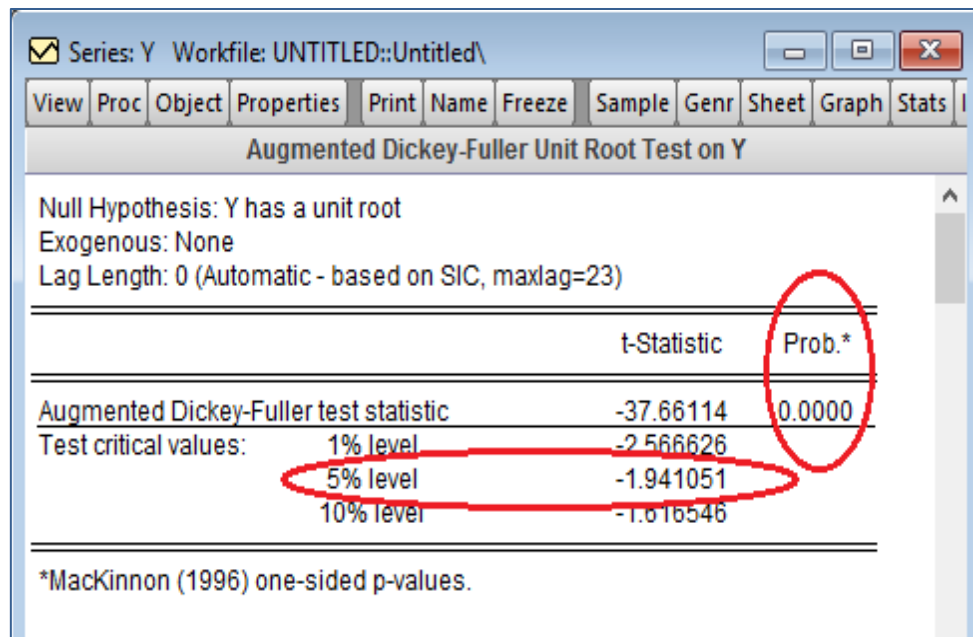 Series: Y Workfile: UNTITLED::Untitled\
View Proc Object Properties Print Name Freeze Sample Genr Sheet Graph Stats
Augmented Dickey-Fuller Unit Root Test on Y
Null Hypothesis: Y has a unit root
Exogenous: None
Lag Length: 0 (Automatic - based on SIC, maxlag=23)
t-Statistic Prob.*
Augmented Dickey-Fuller test statistic -37.66114 0.0000
Test critical values: 1% level -2.566626
5% level -1.941051
10% level -1.616546
*MacKinnon (1996) one-sided p-values.